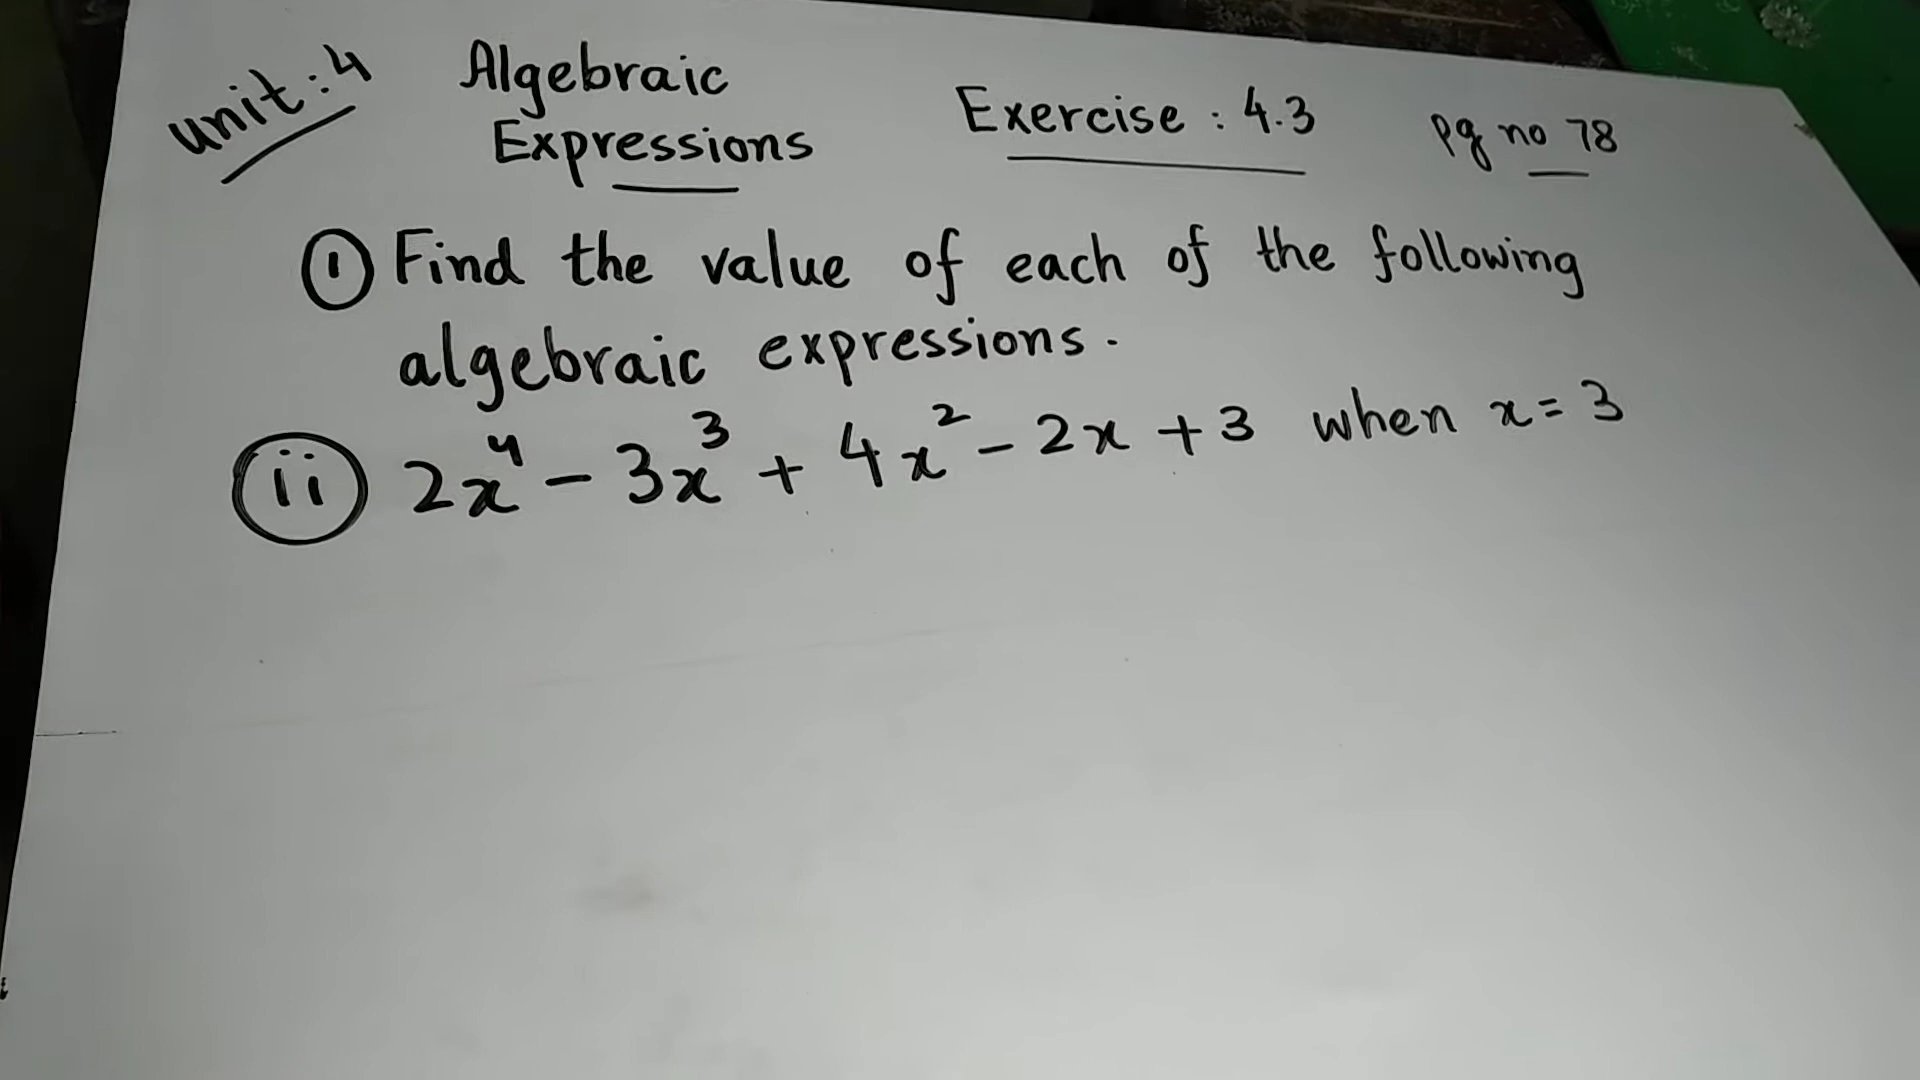 unit: 4 Algebraic Expressions Exercise: 4.3 pg no 78
① Find the value of each of the following
algebraic expressions.
ⅱ 2x⁴ - 3x³ + 4x² - 2x + 3 when x = 3